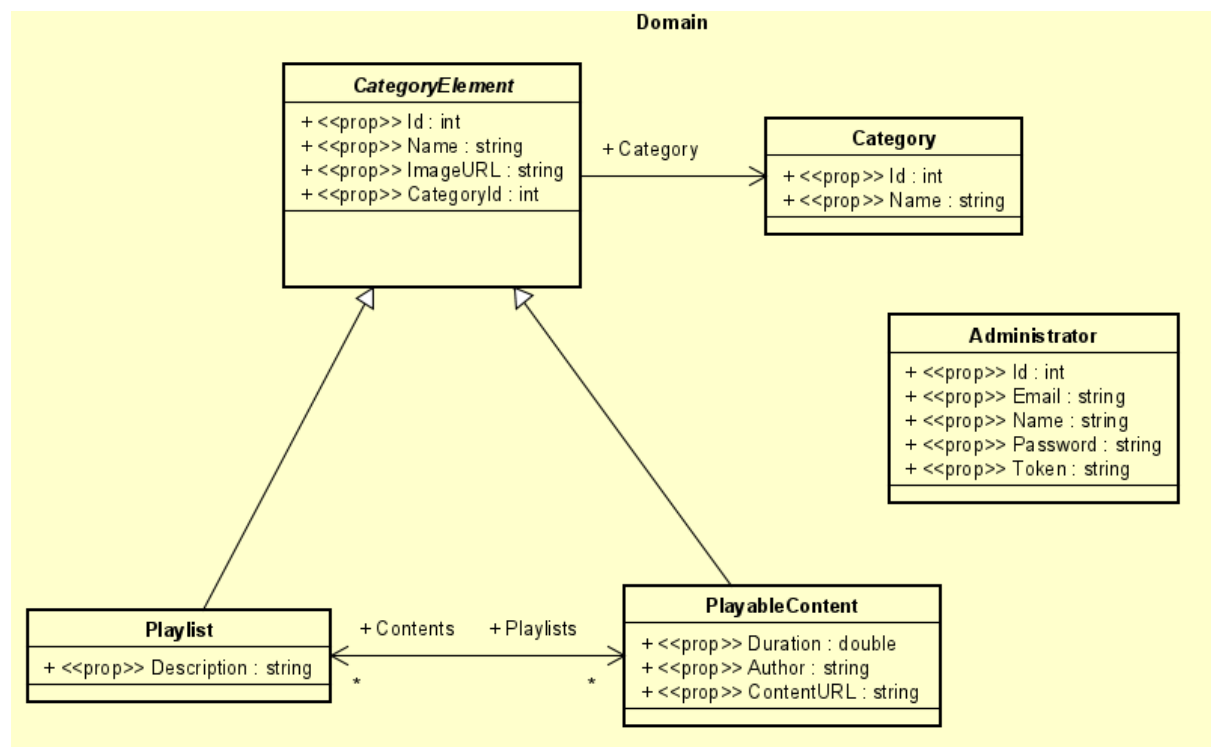 Domain
CategoryElement
+ <<prop>> Id : int
+ <<prop>> Name : string
+ <<prop>> ImageURL : string
+ <<prop>> CategoryId : int
+ Category
Category
+ <<prop>> Id : int
+ <<prop>> Name : string
Administrator
+ <<prop>> Id : int
+ <<prop>> Email : string
+ <<prop>> Name : string
+ <<prop>> Password : string
+ <<prop>> Token : string
Playlist
+ <<prop>> Description : string
+ Contents
+ Playlists
*
*
PlayableContent
+ <<prop>> Duration : double
+ <<prop>> Author : string
+ <<prop>> ContentURL : string